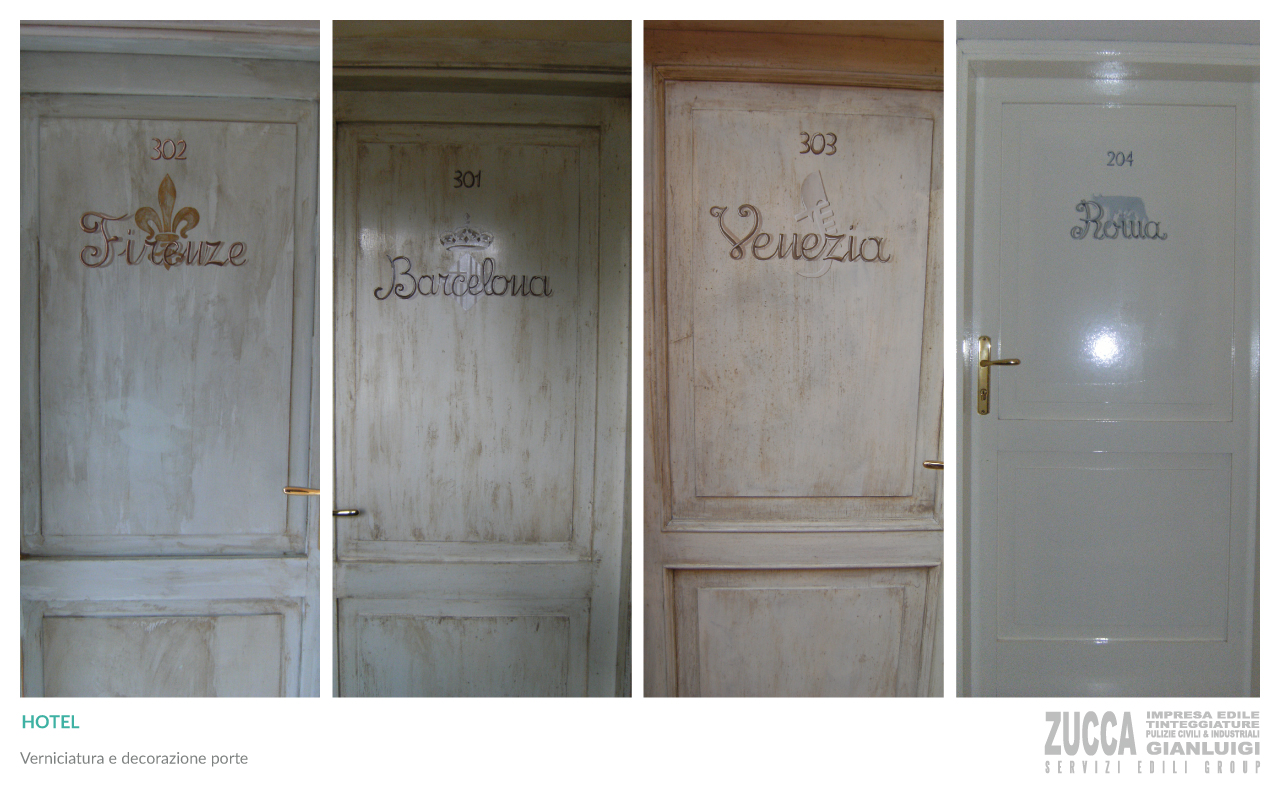 302
Firenze
301
Barcelona
303
Venezia
204
Roma
HOTEL
Verniciatura e decorazione porte
ZUCCA
IMPRESA EDILE
TINTEGGIATURE
PULIZIE CIVILI & INDUSTRIALI
GIANLUIGI
SERVIZI EDILI GROUP